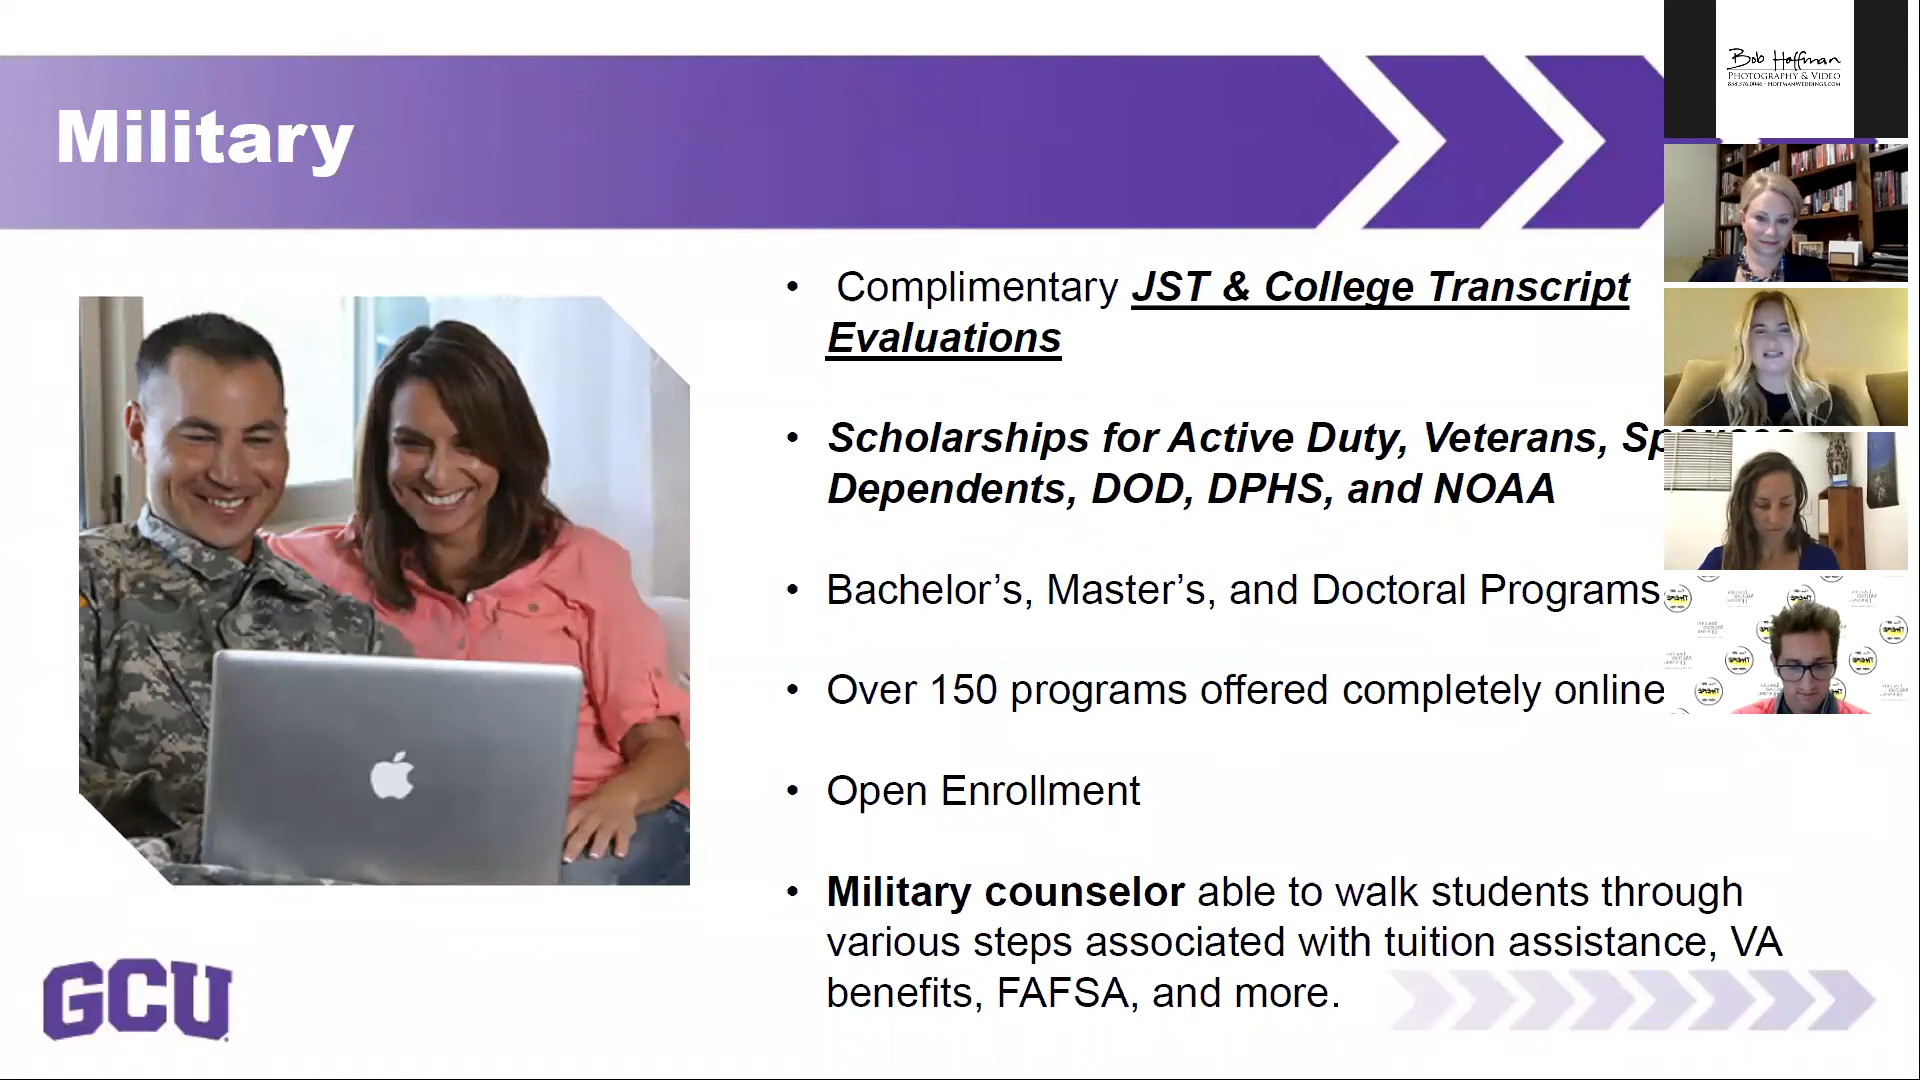 Military
• Complimentary JST & College Transcript
Evaluations
• Scholarships for Active Duty, Veterans,
Dependents, DOD, DPHS, and NOAA
• Bachelor’s, Master’s, and Doctoral Programs
• Over 150 programs offered completely online
• Open Enrollment
• Military counselor able to walk students through
various steps associated with tuition assistance, VA
benefits, FAFSA, and more.
GCU
Bob Hoffman
PHOTOGRAPHY & VIDEO